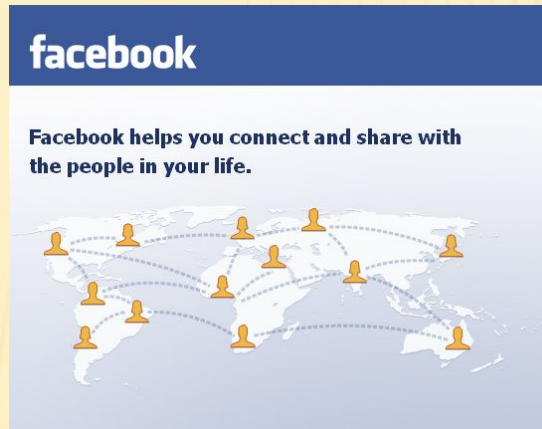 facebook
Facebook helps you connect and share with
the people in your life.